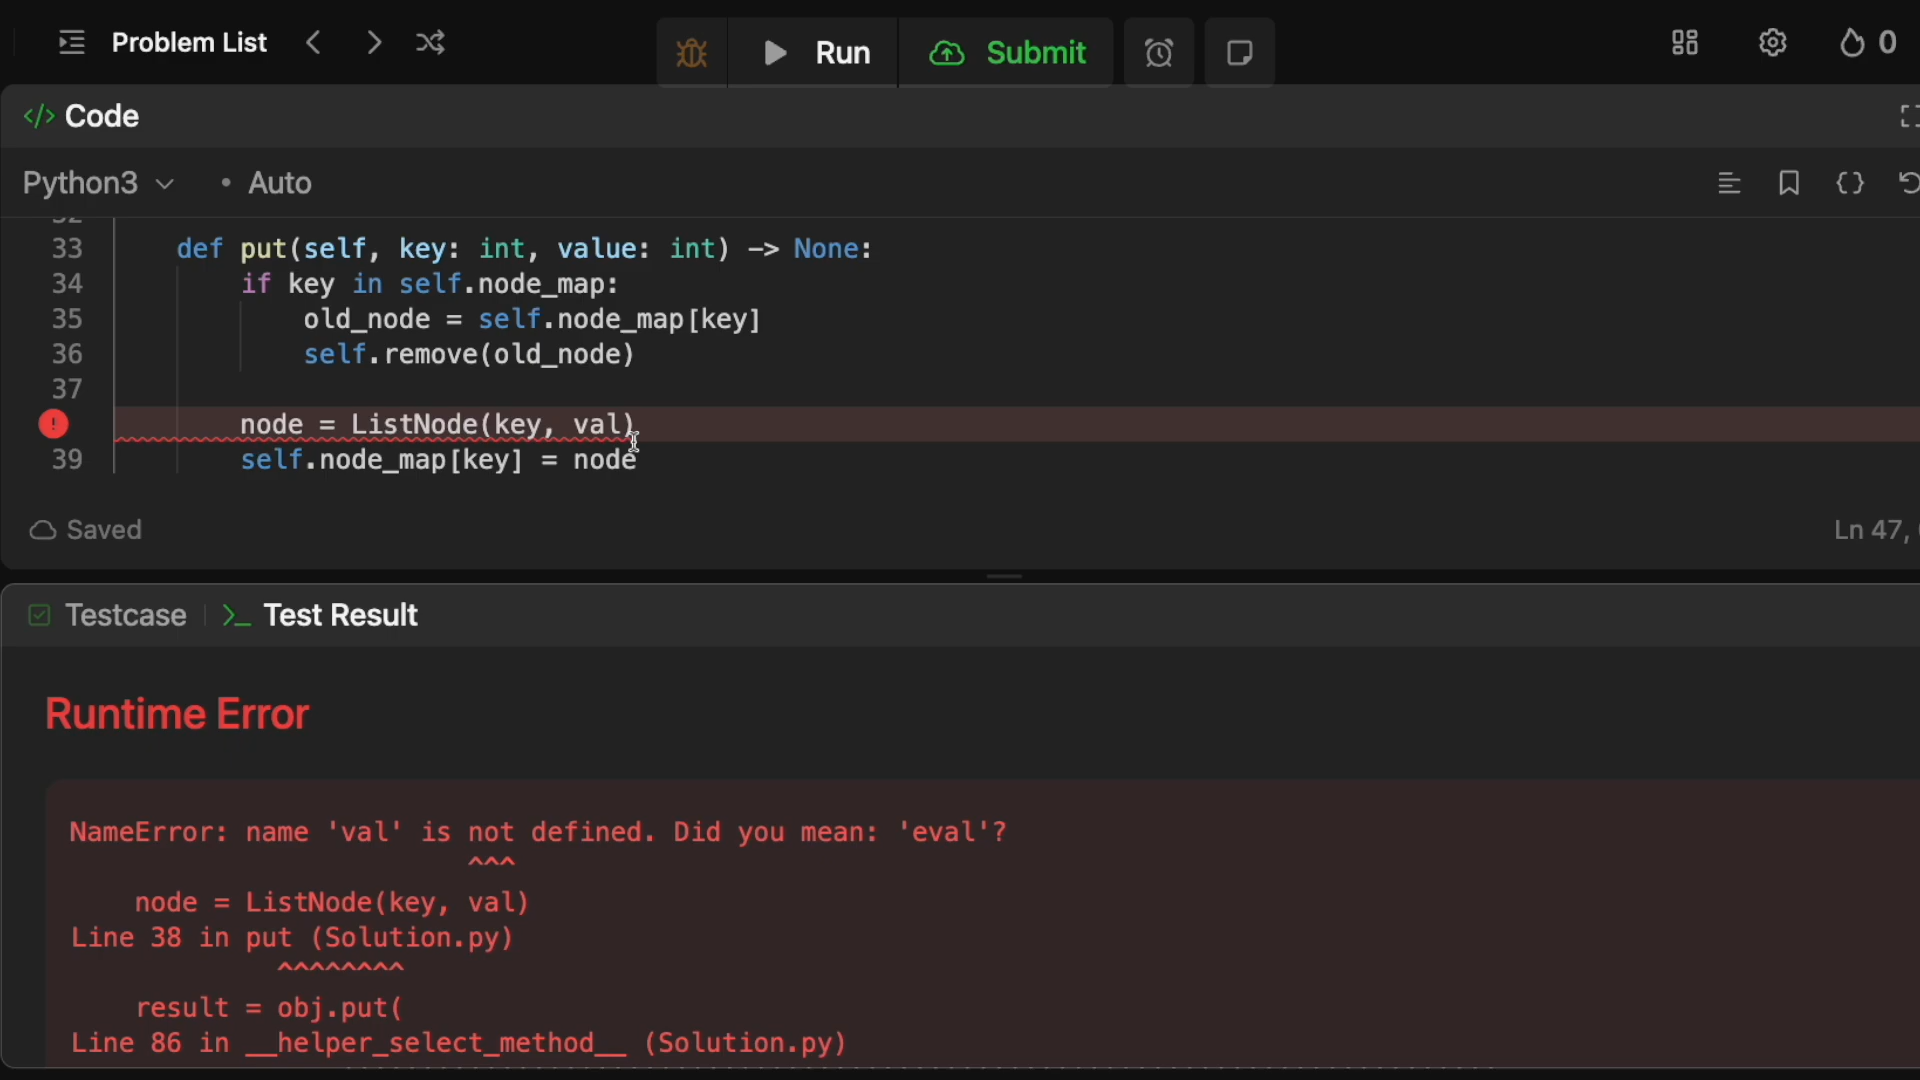 Problem List
Run
Submit
0
</> Code
Python3
• Auto
32
33 def put(self, key: int, value: int) -> None:
34 if key in self.node_map:
35 old_node = self.node_map[key]
36 self.remove(old_node)
37
node = ListNode(key, val)
39 self.node_map[key] = node
Saved
Ln 47,
Testcase
>_ Test Result
Runtime Error
NameError: name 'val' is not defined. Did you mean: 'eval'?
^^^
node = ListNode(key, val)
Line 38 in put (Solution.py)
^^^^^^^^
result = obj.put(
Line 86 in __helper_select_method__ (Solution.py)